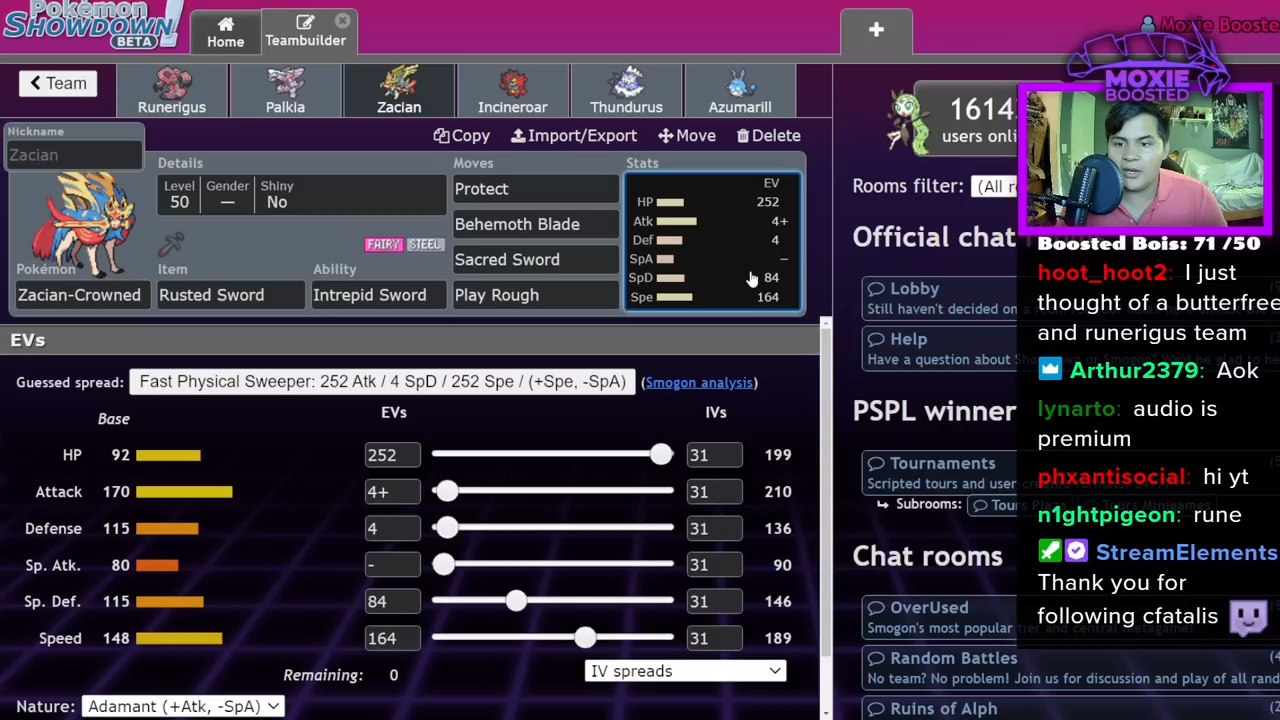 Pokémon
SHOWDOWN!
BETA
Home
Teambuilder
+
Moxie Booste
MOXIE
BOOSTED
Team
Runerigus
Palkia
Zacian
Incineroar
Thundurus
Azumarill
Copy
Import/Export
Move
Delete
Nickname
Zacian
Details
Level
50
Gender
—
Shiny
No
FAIRY
STEEL
Pokémon
Zacian-Crowned
Item
Rusted Sword
Ability
Intrepid Sword
Moves
Protect
Behemoth Blade
Sacred Sword
Play Rough
Stats
EV
HP 252
Atk 4+
Def 4
SpA –
SpD 84
Spe 164
EVs
Guessed spread: Fast Physical Sweeper: 252 Atk / 4 SpD / 252 Spe / (+Spe, -SpA) (Smogon analysis)
Base EVs IVs
HP 92 252 31 199
Attack 170 4+ 31 210
Defense 115 4 31 136
Sp. Atk. 80 - 31 90
Sp. Def. 115 84 31 146
Speed 148 164 31 189
Remaining: 0
IV spreads
Nature: Adamant (+Atk, -SpA)
1614
users onli
Rooms filter: (All r
Official chat
Lobby
Still haven't decided on a
Help
Have a question about
PSPL winner
Tournaments
Scripted tours and user
Subrooms:
Chat rooms
OverUsed
Smogon's most popular tier and central metagame!
Random Battles
No team? No problem! Join us for discussion and play of all rand
Ruins of Alph
Boosted Bois: 71 /50
hoot_hoot2: I just
thought of a butterfree
and runerigus team
Arthur2379: Aok
lynarto: audio is
premium
phxantisocial: hi yt
n1ghtpigeon: rune
StreamElements
Thank you for
following cfatalis